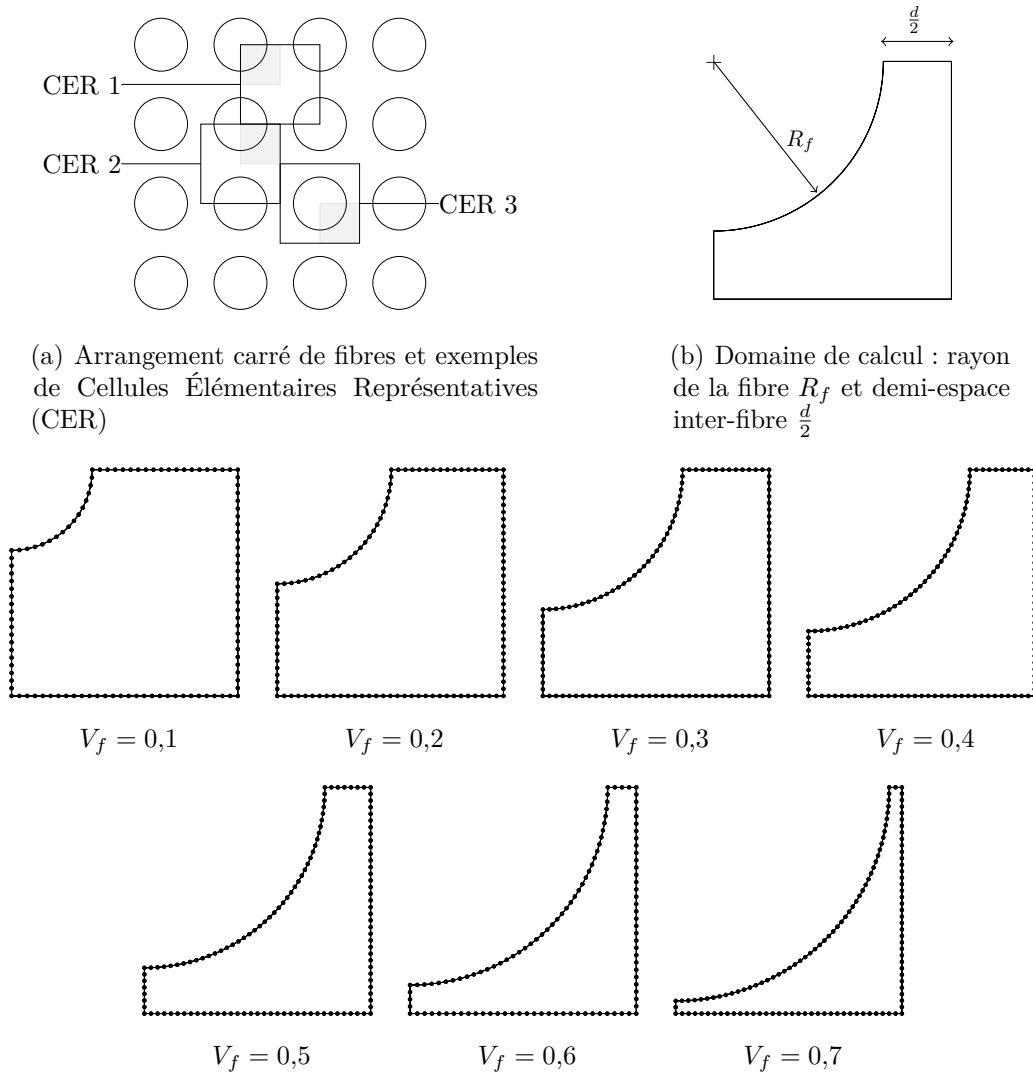 CER 1
CER 2
CER 3
d/2
R_f
(a) Arrangement carré de fibres et exemples
de Cellules Élémentaires Représentatives
(CER)
(b) Domaine de calcul : rayon
de la fibre R_f et demi-espace
inter-fibre d/2
V_f = 0,1
V_f = 0,2
V_f = 0,3
V_f = 0,4
V_f = 0,5
V_f = 0,6
V_f = 0,7